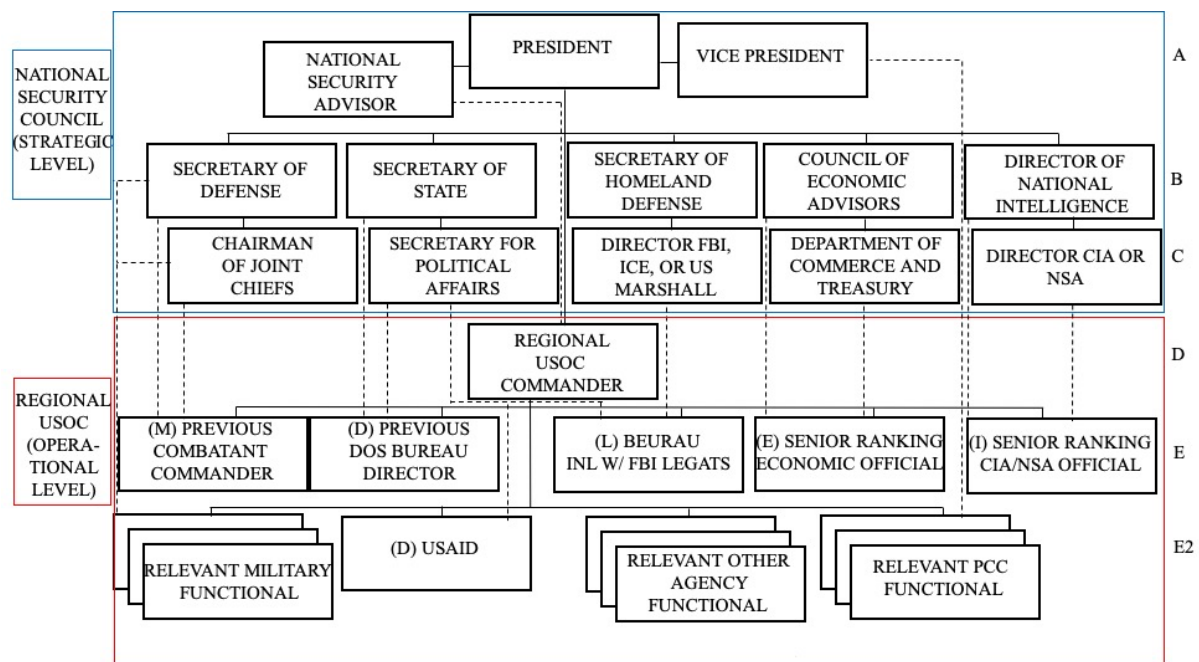 PRESIDENT
NATIONAL
SECURITY
ADVISOR
VICE PRESIDENT
A
NATIONAL
SECURITY
COUNCIL
(STRATEGIC
LEVEL)
SECRETARY OF
DEFENSE
SECRETARY OF
STATE
SECRETARY OF
HOMELAND
DEFENSE
COUNCIL OF
ECONOMIC
ADVISORS
DIRECTOR OF
NATIONAL
INTELLIGENCE
B
CHAIRMAN
OF JOINT
CHIEFS
SECRETARY FOR
POLITICAL
AFFAIRS
DIRECTOR FBI,
ICE, OR US
MARSHALL
DEPARTMENT OF
COMMERCE AND
TREASURY
DIRECTOR CIA OR
NSA
C
REGIONAL
USOC
COMMANDER
D
REGIONAL
USOC
(OPERA-
TIONAL
LEVEL)
(M) PREVIOUS
COMBATANT
COMMANDER
(D) PREVIOUS
DOS BUREAU
DIRECTOR
(L) BEURAU
INL W/ FBI LEGATS
(E) SENIOR RANKING
ECONOMIC OFFICIAL
(I) SENIOR RANKING
CIA/NSA OFFICIAL
E
RELEVANT MILITARY
FUNCTIONAL
(D) USAID
RELEVANT OTHER
AGENCY
FUNCTIONAL
RELEVANT PCC
FUNCTIONAL
E2